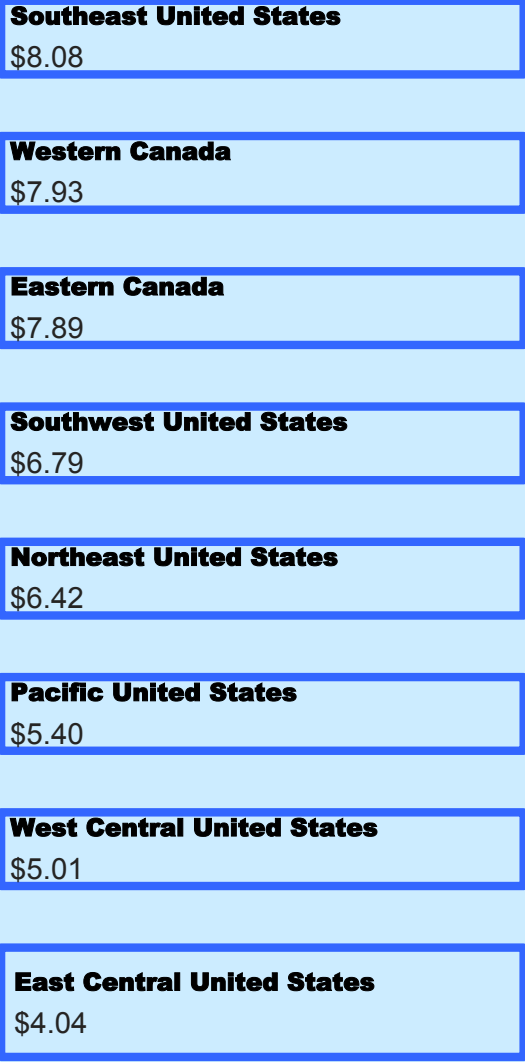 Southeast United States
$8.08
Western Canada
$7.93
Eastern Canada
$7.89
Southwest United States
$6.79
Northeast United States
$6.42
Pacific United States
$5.40
West Central United States
$5.01
East Central United States
$4.04